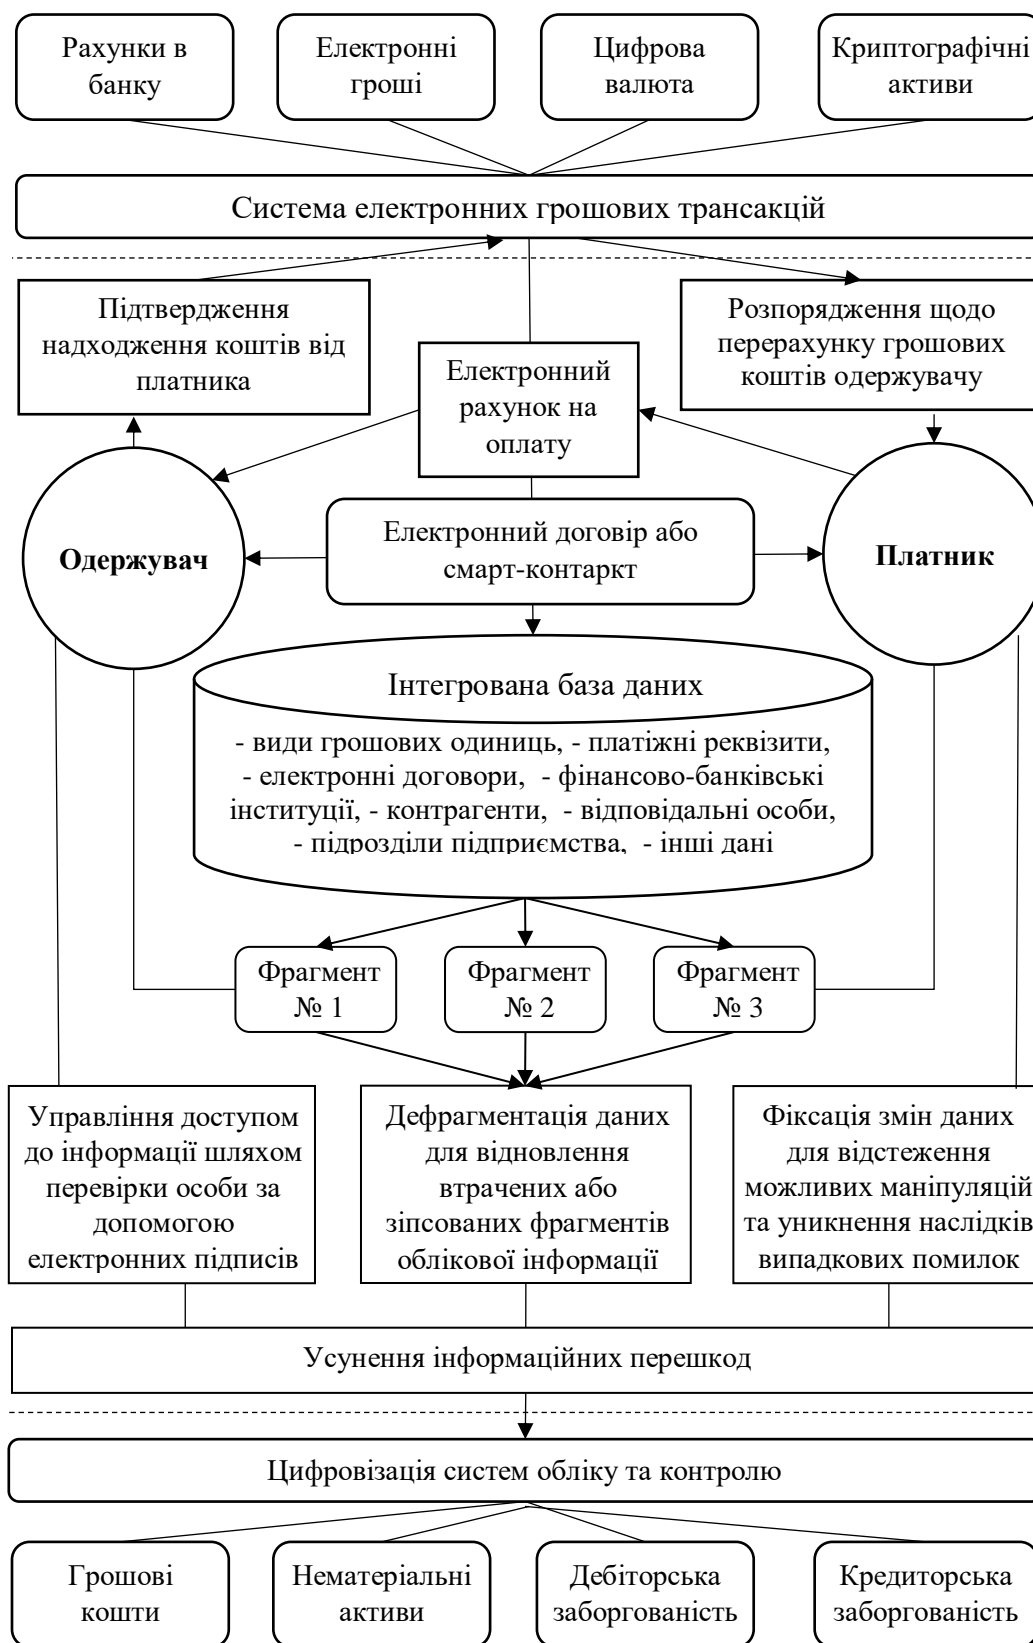 Рахунки в
банку
Електронні
гроші
Цифрова
валюта
Криптографічні
активи
Система електронних грошових трансакцій
Підтвердження
надходження коштів від
платника
Електронний
рахунок на
оплату
Розпорядження щодо
перерахунку грошових
коштів одержувачу
Одержувач
Електронний договір або
смарт-контаркт
Платник
Інтегрована база даних
- види грошових одиниць, - платіжні реквізити,
- електронні договори, - фінансово-банківські
інституції, - контрагенти, - відповідальні особи,
- підрозділи підприємства, - інші дані
Фрагмент
№ 1
Фрагмент
№ 2
Фрагмент
№ 3
Управління доступом
до інформації шляхом
перевірки особи за
допомогою
електронних підписів
Дефрагментація даних
для відновлення
втрачених або
зіпсованих фрагментів
облікової інформації
Фіксація змін даних
для відстеження
можливих маніпуляцій
та уникнення наслідків
випадкових помилок
Усунення інформаційних перешкод
Цифровізація систем обліку та контролю
Грошові
кошти
Нематеріальні
активи
Дебіторська
заборгованість
Кредиторська
заборгованість